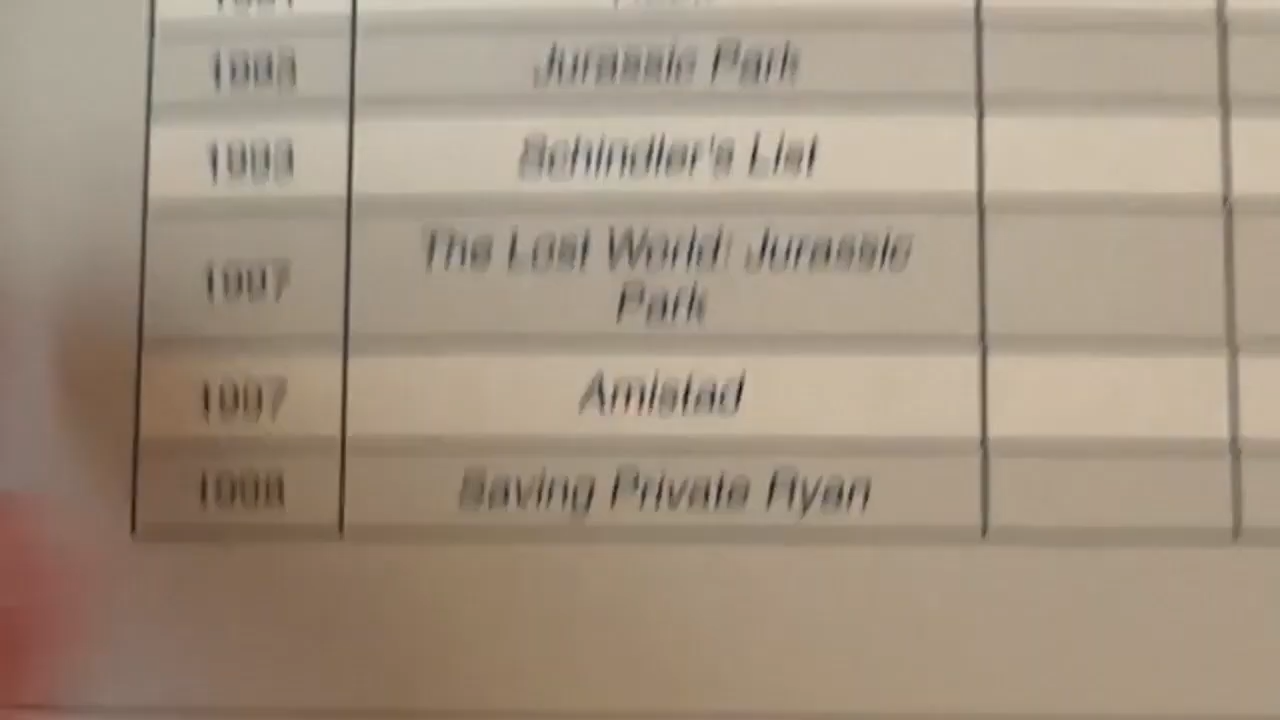 1993 Jurassic Park
1993 Schindler's List
The Lost World: Jurassic
1997
Park
1997 Amistad
1998 Saving Private Ryan